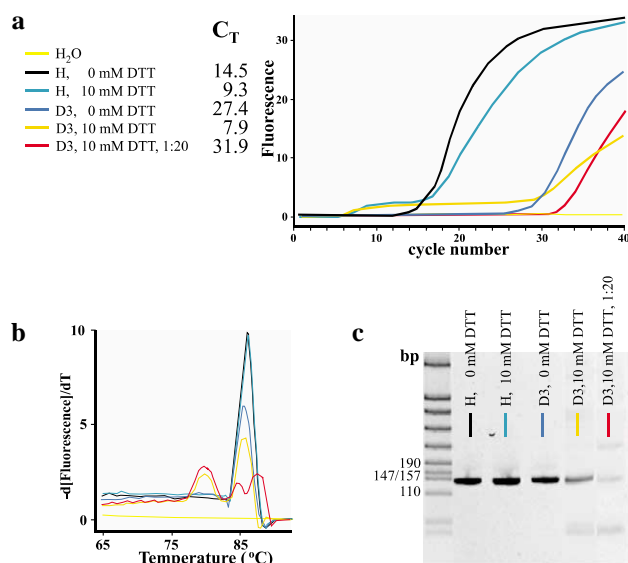 a
C_T
H₂O
H, 0 mM DTT 14.5
H, 10 mM DTT 9.3
D3, 0 mM DTT 27.4
D3, 10 mM DTT 7.9
D3, 10 mM DTT, 1:20 31.9
Fluorescence
30
20
10
0
0 10 20 30 40
cycle number
b
-d[Fluorescence]/dT
10
5
0
65 75 85
Temperature (°C)
c
bp
190
147/157
110
H, 0 mM DTT
H, 10 mM DTT
D3, 0 mM DTT
D3,10 mM DTT
D3,10 mM DTT, 1:20